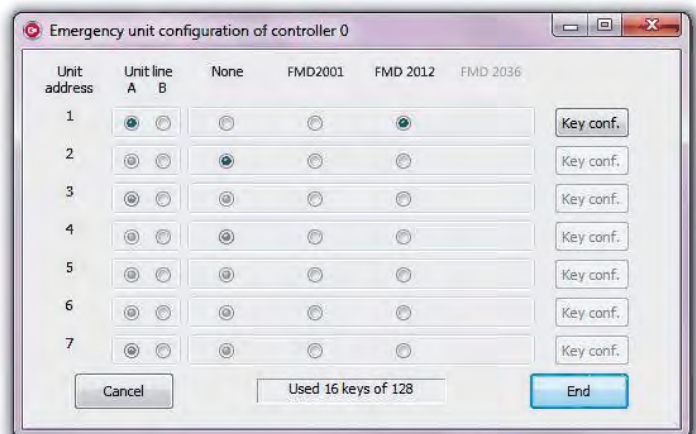 Emergency unit configuration of controller 0
Unit address Unit line A B None FMD2001 FMD 2012 FMD 2036
1 Key conf.
2 Key conf.
3 Key conf.
4 Key conf.
5 Key conf.
6 Key conf.
7 Key conf.
Cancel Used 16 keys of 128 End